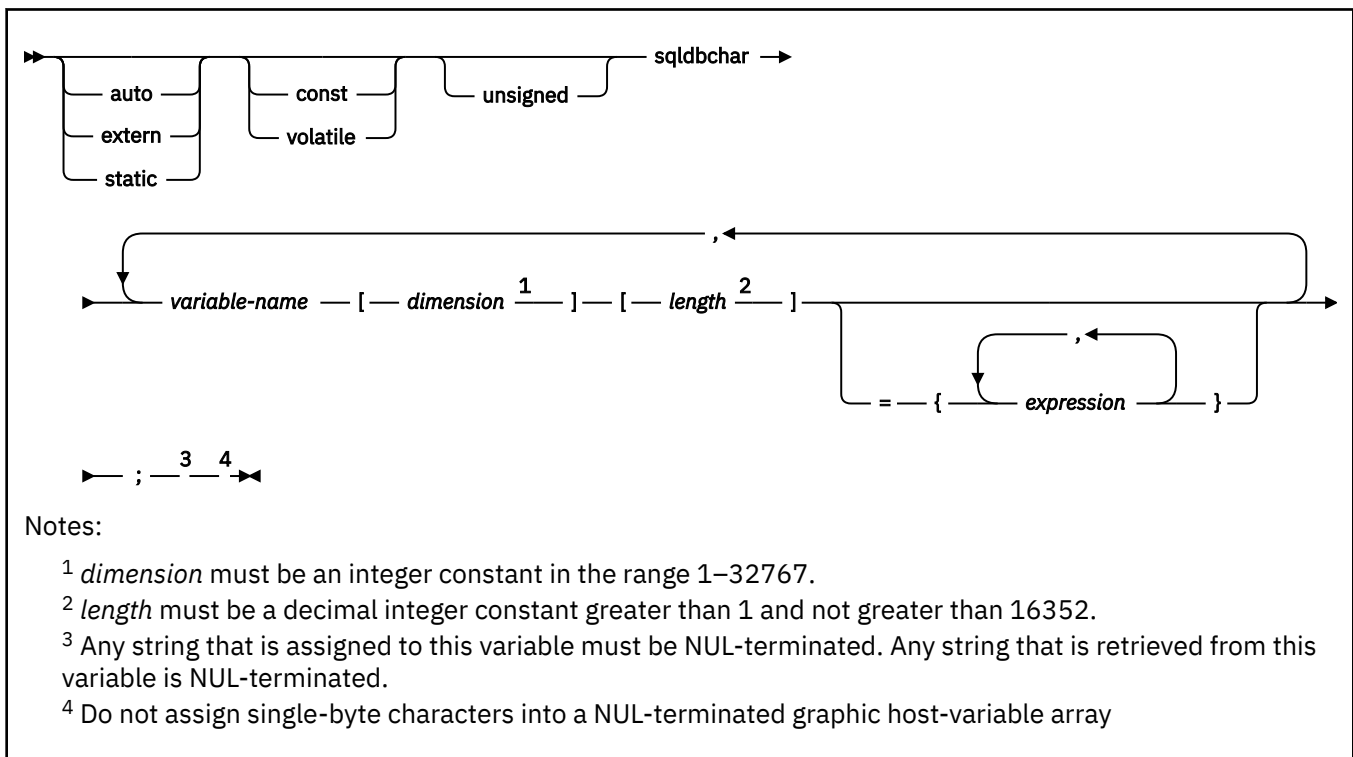 sqldbchar
auto const unsigned
extern volatile
static
,
variable-name [ dimension 1 ] [ length 2 ]
,
= { expression }
; 3 4
Notes:
1 dimension must be an integer constant in the range 1–32767.
2 length must be a decimal integer constant greater than 1 and not greater than 16352.
3 Any string that is assigned to this variable must be NUL-terminated. Any string that is retrieved from this
variable is NUL-terminated.
4 Do not assign single-byte characters into a NUL-terminated graphic host-variable array